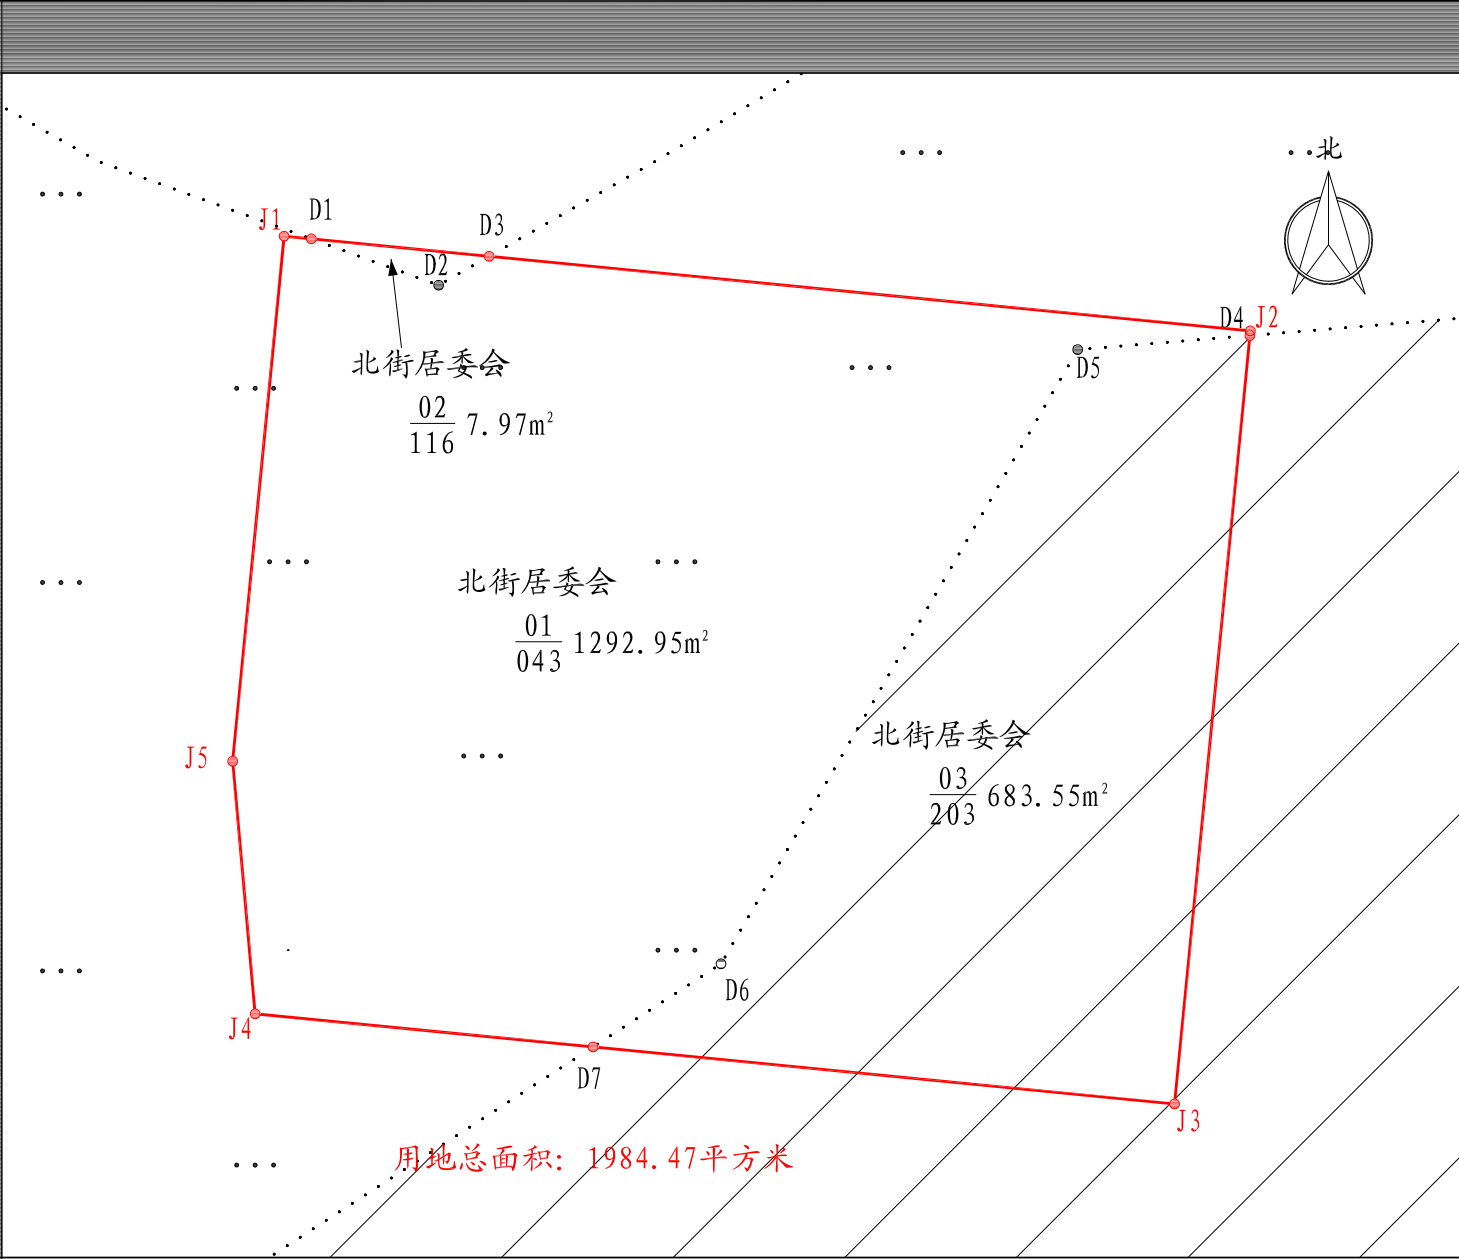 北
J1
D1
D3
D2
D4
J2
D5
北街居委会
02
116
7.97m²
北街居委会
01
043
1292.95m²
J5
北街居委会
03
203
683.55m²
D6
J4
D7
J3
用地总面积：1984.47平方米